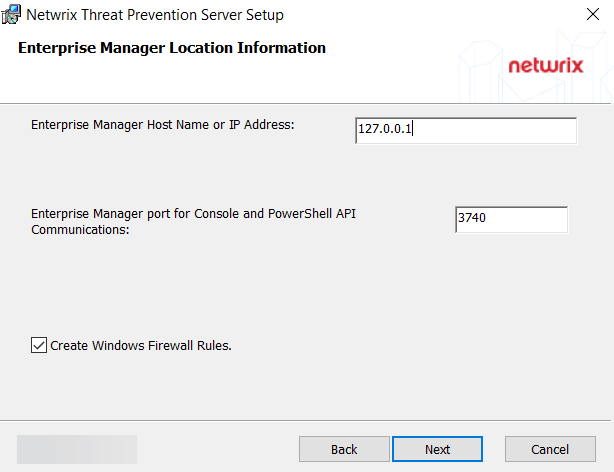 Netwrix Threat Prevention Server Setup
Enterprise Manager Location Information
netwrix
Enterprise Manager Host Name or IP Address:
127.0.0.1
Enterprise Manager port for Console and PowerShell API
Communications:
3740
Create Windows Firewall Rules.
Back
Next
Cancel